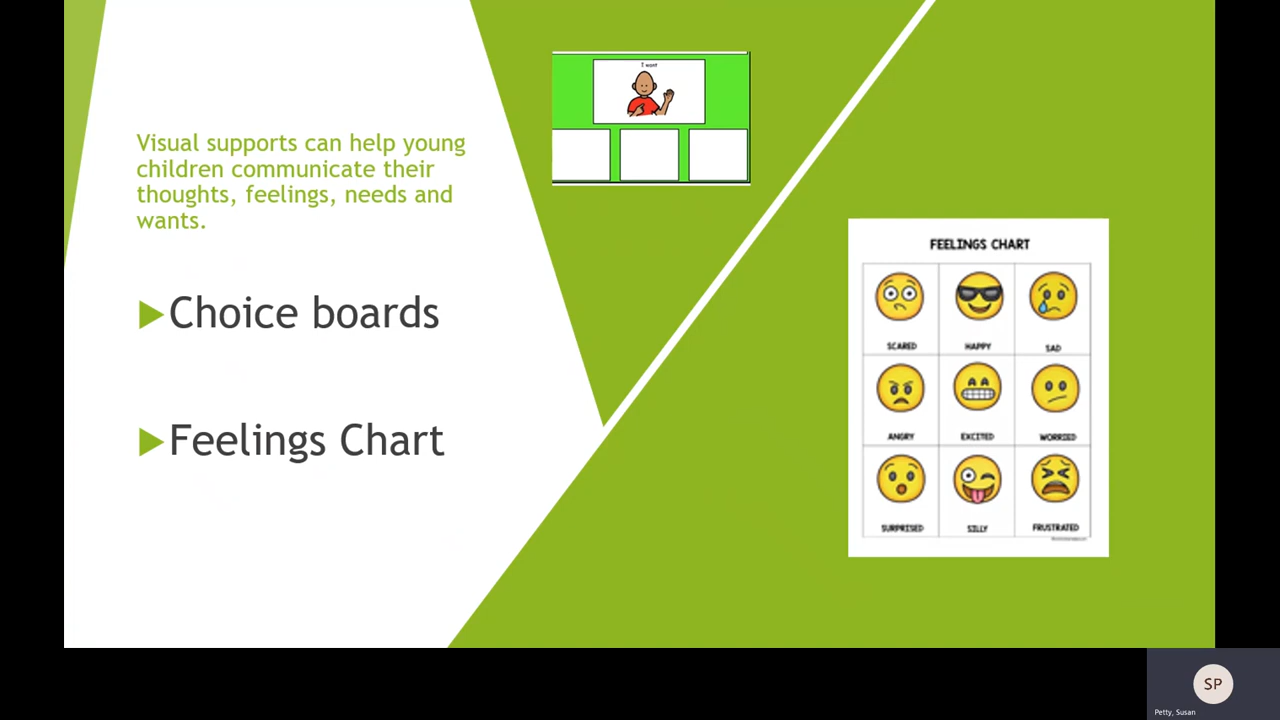 Visual supports can help young
children communicate their
thoughts, feelings, needs and
wants.
Choice boards
Feelings Chart
I want
FEELINGS CHART
SCARED HAPPY SAD
ANGRY EXCITED WORRIED
SURPRISED SILLY FRUSTRATED
SP
Petty, Susan